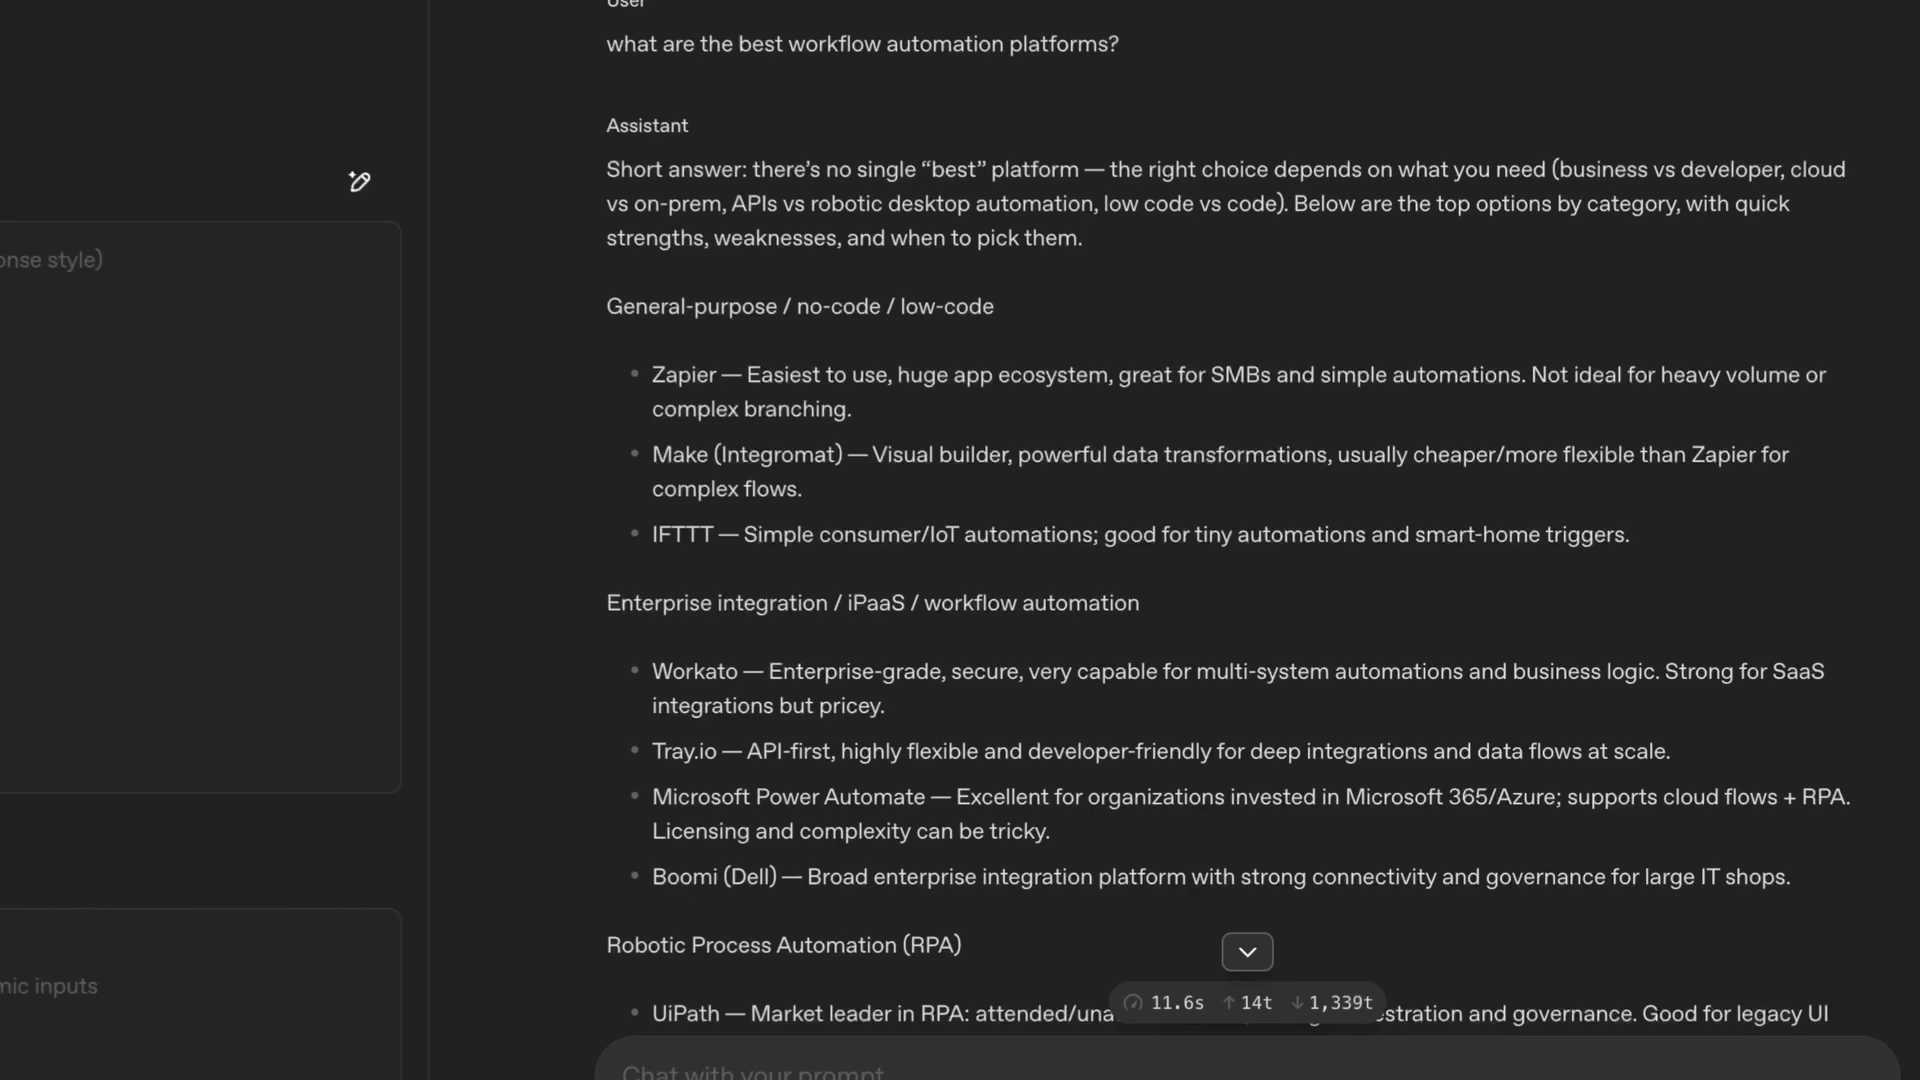 User
what are the best workflow automation platforms?
Assistant
Short answer: there’s no single “best” platform — the right choice depends on what you need (business vs developer, cloud
vs on-prem, APIs vs robotic desktop automation, low code vs code). Below are the top options by category, with quick
strengths, weaknesses, and when to pick them.
onse style)
General-purpose / no-code / low-code
Zapier — Easiest to use, huge app ecosystem, great for SMBs and simple automations. Not ideal for heavy volume or
complex branching.
Make (Integromat) — Visual builder, powerful data transformations, usually cheaper/more flexible than Zapier for
complex flows.
IFTTT — Simple consumer/IoT automations; good for tiny automations and smart-home triggers.
Enterprise integration / iPaaS / workflow automation
Workato — Enterprise-grade, secure, very capable for multi-system automations and business logic. Strong for SaaS
integrations but pricey.
Tray.io — API-first, highly flexible and developer-friendly for deep integrations and data flows at scale.
Microsoft Power Automate — Excellent for organizations invested in Microsoft 365/Azure; supports cloud flows + RPA.
Licensing and complexity can be tricky.
Boomi (Dell) — Broad enterprise integration platform with strong connectivity and governance for large IT shops.
Robotic Process Automation (RPA)
mic inputs
11.6s ↑ 14t ↓ 1,339t
UiPath — Market leader in RPA: attended/una estration and governance. Good for legacy UI
Chat with your prompt